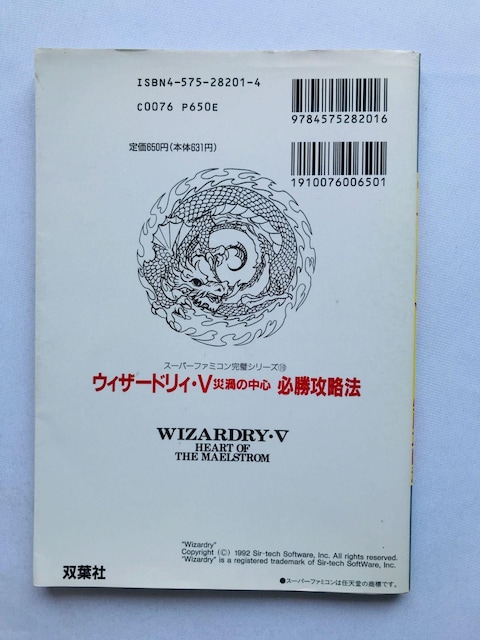 ISBN4-575-28201-4
C0076 P650E
9784575282016
定価650円(本体631円)
1910076006501
スーパーファミコン完璧シリーズ⑲
ウィザードリィ・V 災渦の中心 必勝攻略法
WIZARDRY・V
HEART OF
THE MAELSTROM
"Wizardry"
Copyright (C) 1992 Sir-tech Software, Inc. All rights reserved.
"Wizardry" is a registered trademark of Sir-tech SoftWare, Inc.
双葉社
●スーパーファミコンは任天堂の商標です。